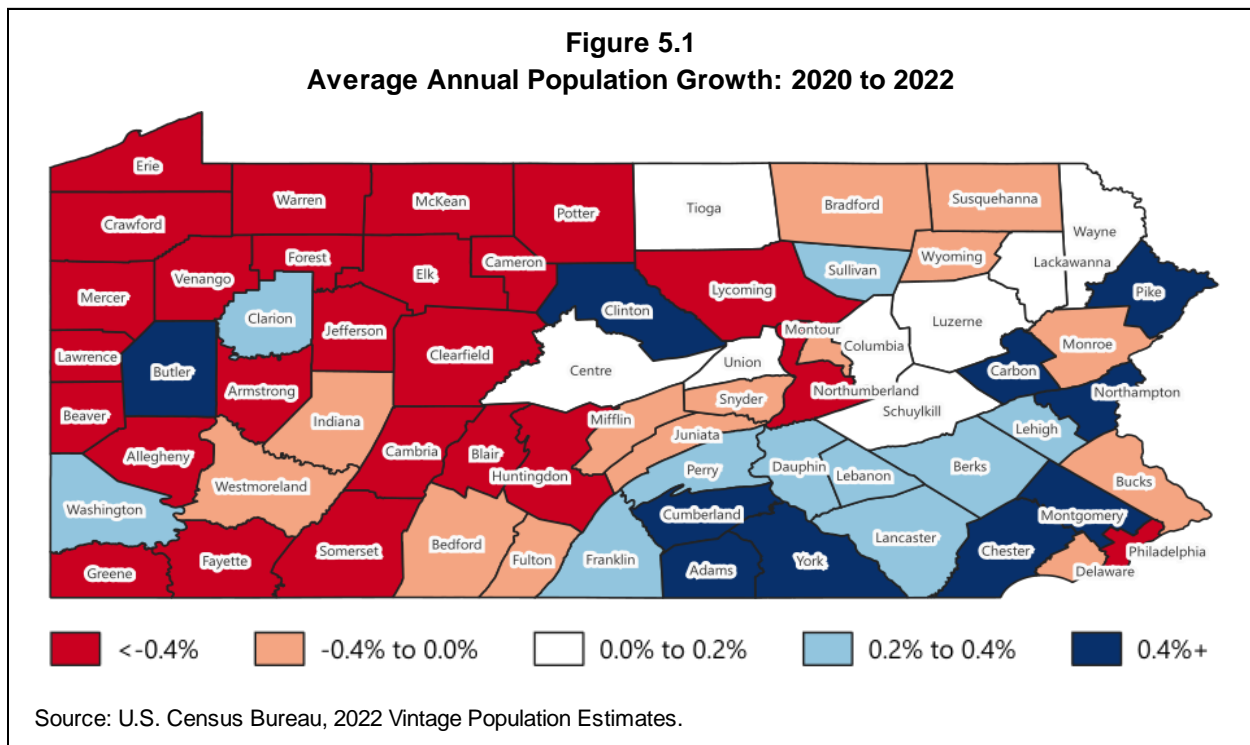 Figure 5.1
Average Annual Population Growth: 2020 to 2022
Erie
Warren
McKean
Potter
Tioga
Bradford
Susquehanna
Wayne
Crawford
Forest
Elk
Cameron
Sullivan
Wyoming
Lackawanna
Venango
Mercer
Clarion
Jefferson
Clinton
Lycoming
Pike
Luzerne
Lawrence
Butler
Clearfield
Centre
Union
Montour
Columbia
Carbon
Monroe
Beaver
Armstrong
Indiana
Snyder
Northumberland
Northampton
Schuylkill
Mifflin
Juniata
Lehigh
Allegheny
Westmoreland
Cambria
Blair
Huntingdon
Perry
Dauphin
Lebanon
Berks
Bucks
Washington
Cumberland
Montgomery
Lancaster
Greene
Fayette
Somerset
Bedford
Fulton
Franklin
Adams
York
Chester
Delaware
Philadelphia
<-0.4%
-0.4% to 0.0%
0.0% to 0.2%
0.2% to 0.4%
0.4%+
Source: U.S. Census Bureau, 2022 Vintage Population Estimates.